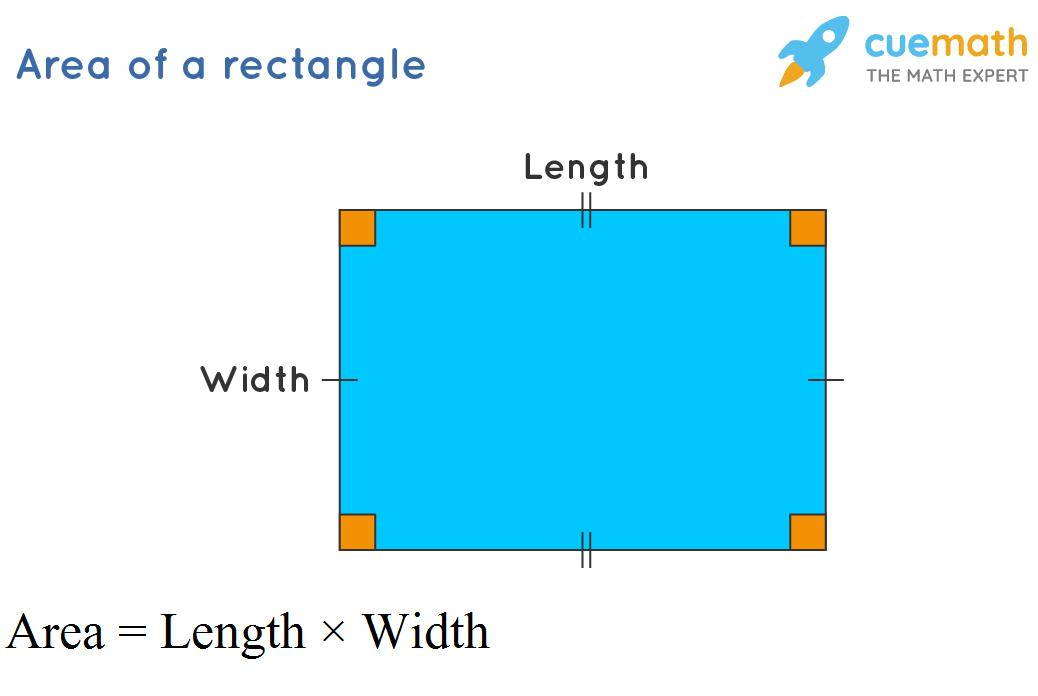 Area of a rectangle
cuemath
THE MATH EXPERT
Length
Width
Area = Length × Width